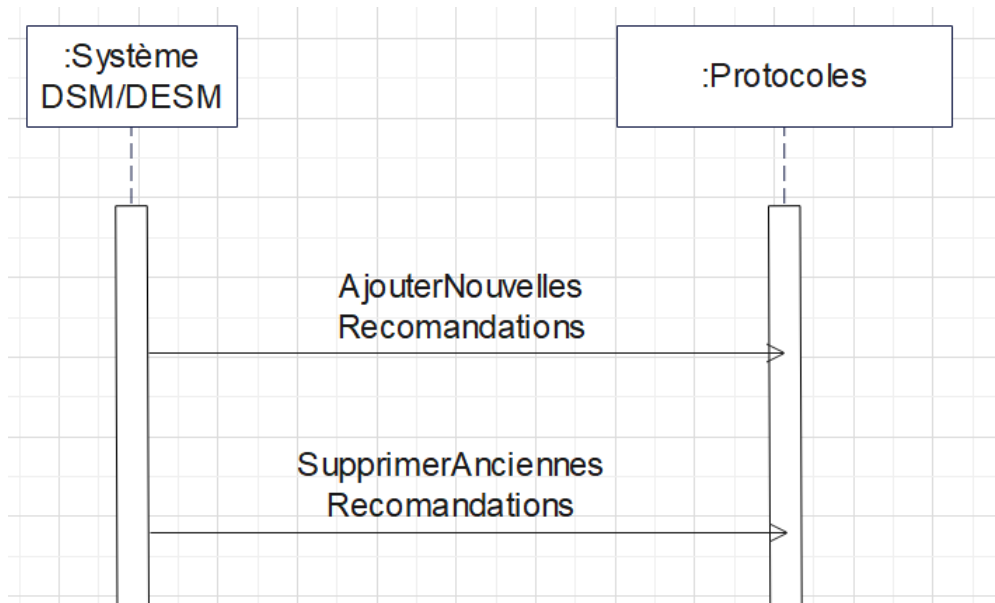 :Système
DSM/DESM
:Protocoles
AjouterNouvelles
Recomandations
SupprimerAnciennes
Recomandations